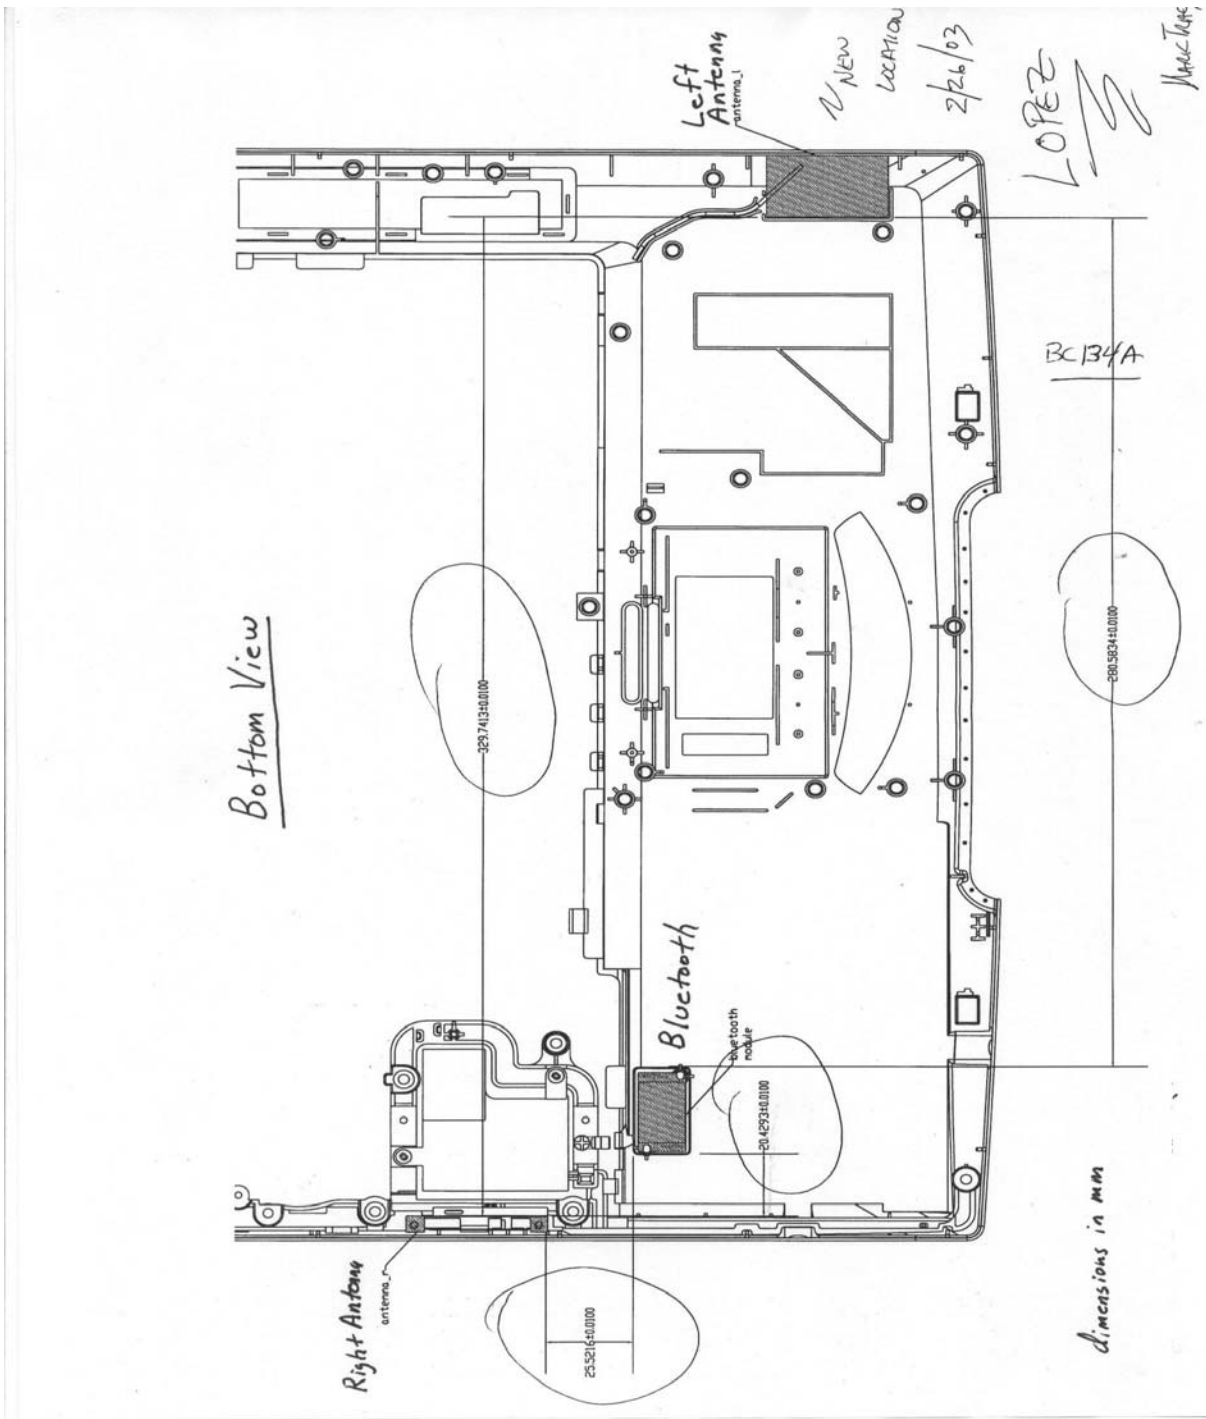 Left
Antenna
antenna_l
NEW
LOCATION
2/26/03
LOPEZ
BC134A
Bottom View
329.7413±0.0100
280.5834±0.0100
Bluetooth
bluetooth
module
20.4293±0.0100
Right Antenna
antenna_r
25.5216±0.0100
dimensions in mm